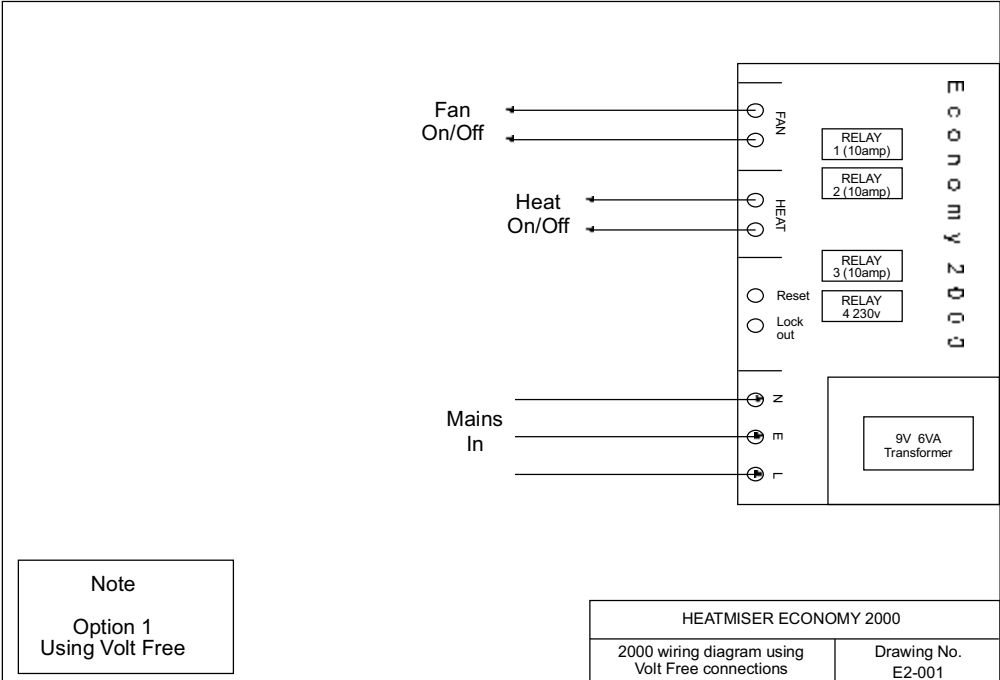 Fan
On/Off
Heat
On/Off
Mains
In
FAN
HEAT
Reset
Lock
out
N
E
L
RELAY
1 (10amp)
RELAY
2 (10amp)
RELAY
3 (10amp)
RELAY
4 230v
Economy 2000
9V 6VA
Transformer
Note
Option 1
Using Volt Free
HEATMISER ECONOMY 2000
2000 wiring diagram using
Volt Free connections
Drawing No.
E2-001